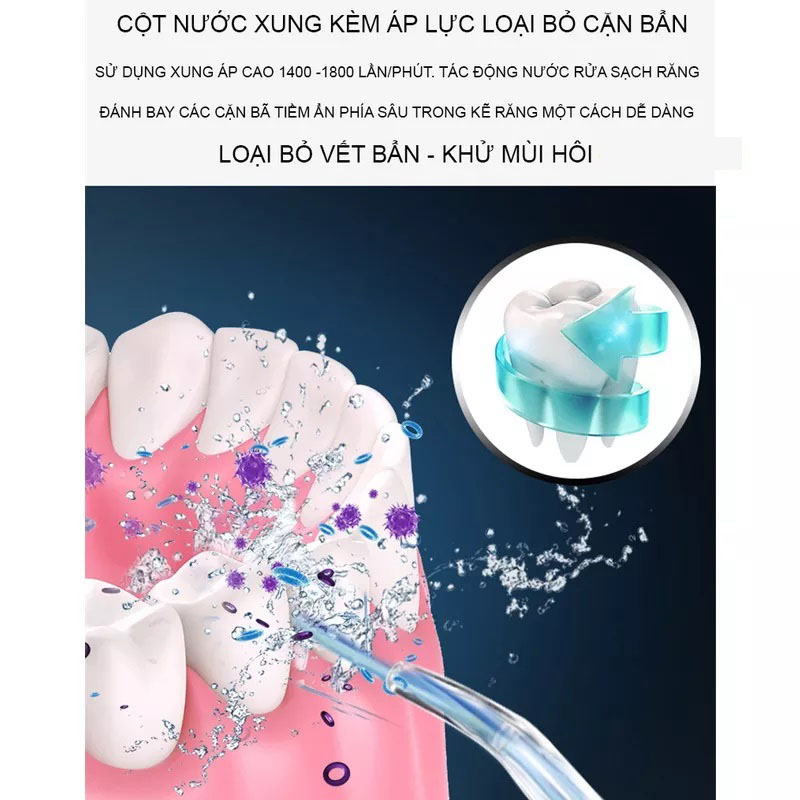 CỘT NƯỚC XUNG KÈM ÁP LỰC LOẠI BỎ CẶN BẨN
SỬ DỤNG XUNG ÁP CAO 1400 -1800 LẦN/PHÚT. TÁC ĐỘNG NƯỚC RỬA SẠCH RĂNG
ĐÁNH BAY CÁC CẶN BÃ TIỀM ẨN PHÍA SÂU TRONG KẼ RĂNG MỘT CÁCH DỄ DÀNG
LOẠI BỎ VẾT BẨN - KHỬ MÙI HÔI